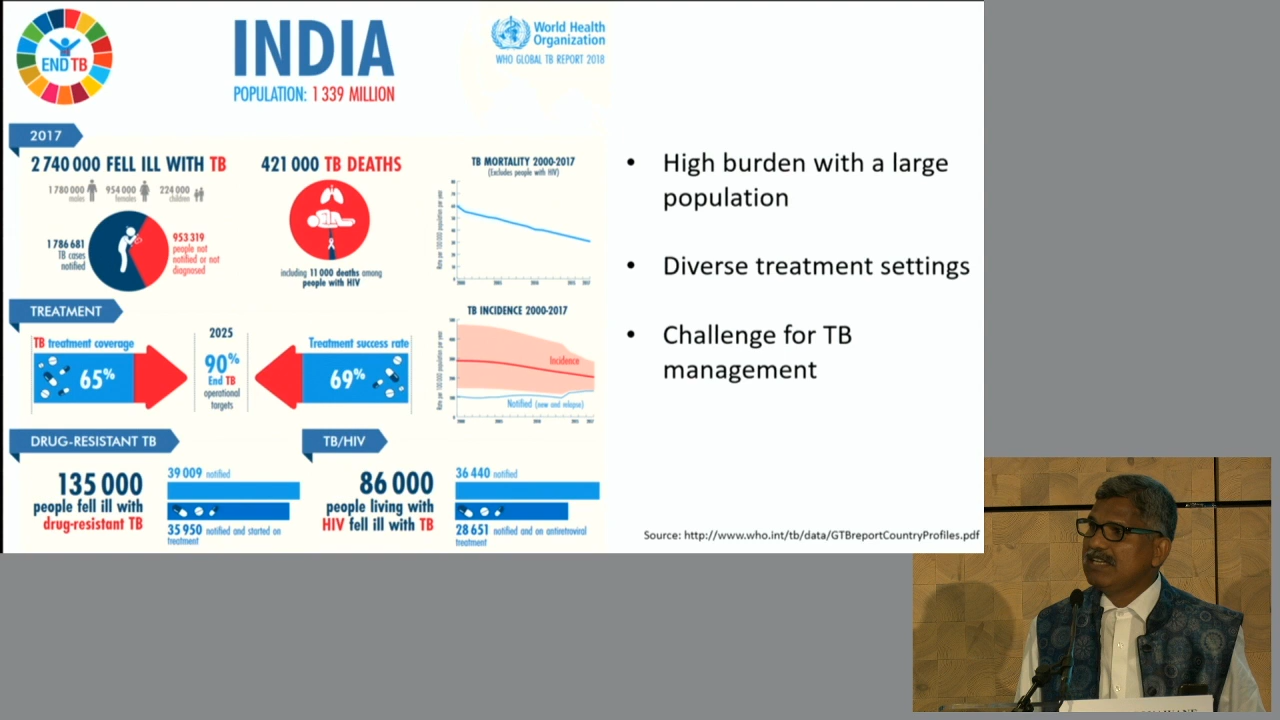 END TB
INDIA
POPULATION: 1 339 MILLION
World Health
Organization
WHO GLOBAL TB REPORT 2018
2017
2 740 000 FELL ILL WITH TB
1 780 000 males
954 000 females
224 000 children
1 786 681
TB cases
notified
953 319
people not
notified or not
diagnosed
421 000 TB DEATHS
including 11 000 deaths among
people with HIV
TB MORTALITY 2000-2017
(Excludes people with HIV)
Rate per 100 000 population per year
TREATMENT
TB treatment coverage
65%
2025
90%
End TB
operational
targets
Treatment success rate
69%
TB INCIDENCE 2000-2017
Rate per 100 000 population per year
Incidence
Notified (new and relapse)
DRUG-RESISTANT TB
135 000
people fell ill with
drug-resistant TB
39 009 notified
35 950 notified and started on
treatment
TB/HIV
86 000
people living with
HIV fell ill with TB
36 440 notified
28 651 notified and on antiretroviral
treatment
• High burden with a large
population
• Diverse treatment settings
• Challenge for TB
management
Source: http://www.who.int/tb/data/GTBreportCountryProfiles.pdf